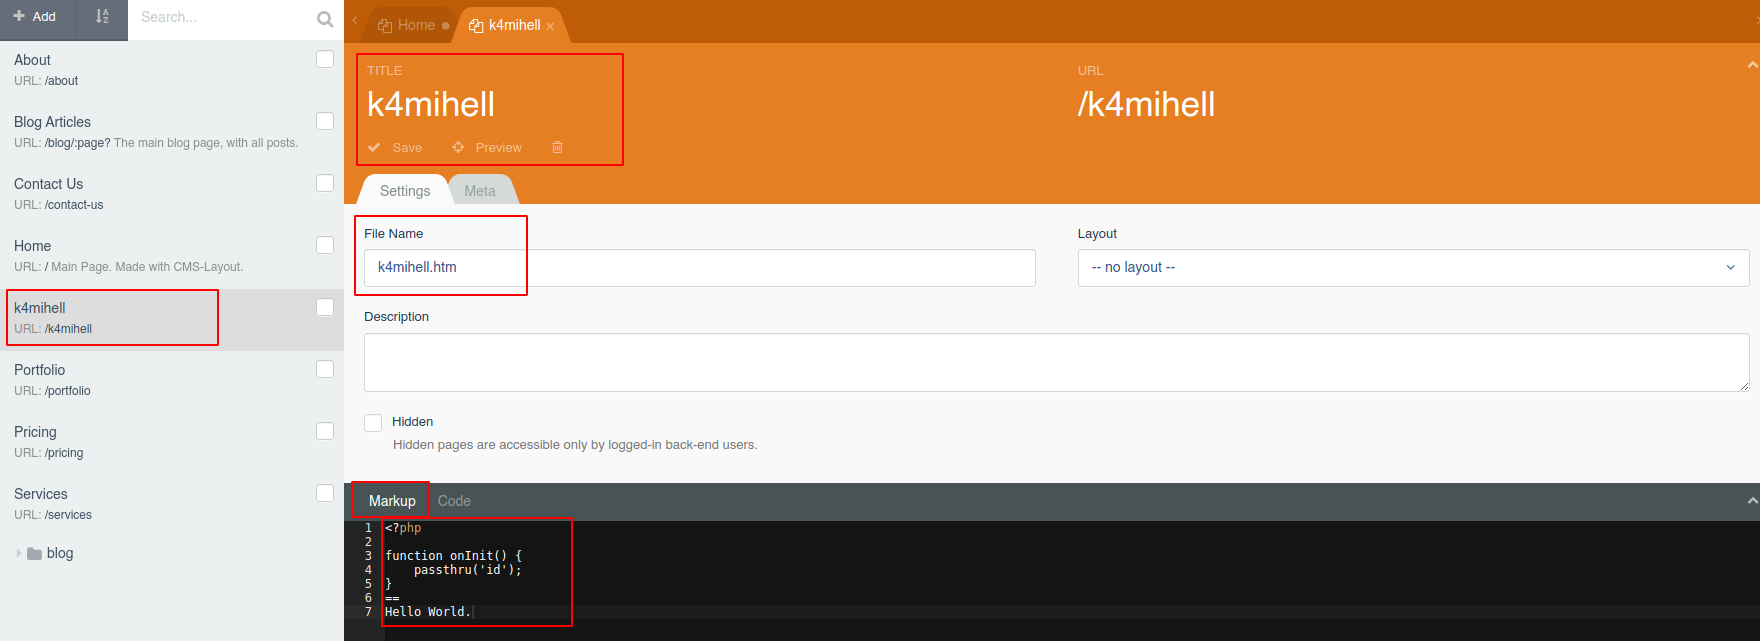 Add
Search...
About
URL: /about
Blog Articles
URL: /blog/:page? The main blog page, with all posts.
Contact Us
URL: /contact-us
Home
URL: / Main Page. Made with CMS-Layout.
k4mihell
URL: /k4mihell
Portfolio
URL: /portfolio
Pricing
URL: /pricing
Services
URL: /services
blog
Home
k4mihell
TITLE
k4mihell
URL
/k4mihell
Save Preview
Settings Meta
File Name
k4mihell.htm
Layout
-- no layout --
Description
Hidden
Hidden pages are accessible only by logged-in back-end users.
Markup Code
1 <?php
2
3 function onInit() {
4     passthru('id');
5 }
6 ==
7 Hello World.